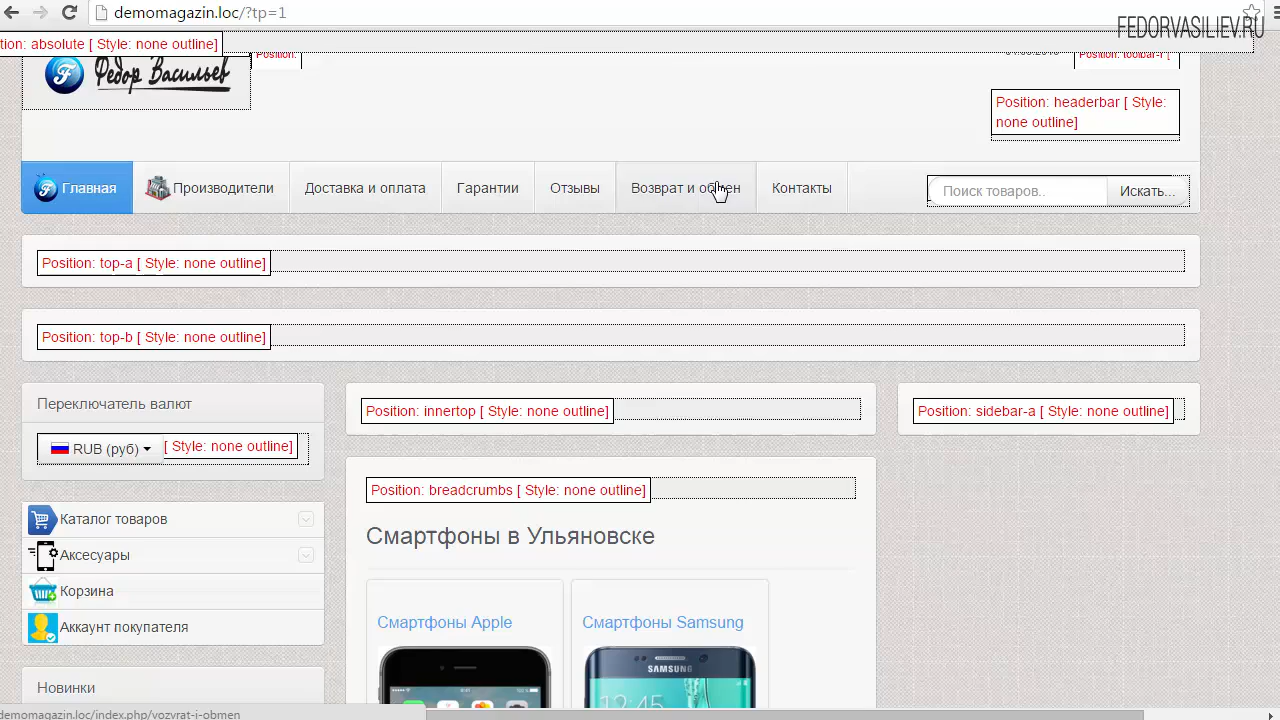 demomagazin.loc/?tp=1
FEDORVASILIEV.RU
tion: absolute [ Style: none outline]
Position:
Position: toolbar-r [
Федор Васильев
Position: headerbar [ Style:
none outline]
Главная
Производители
Доставка и оплата
Гарантии
Отзывы
Возврат и обмен
Контакты
Поиск товаров..
Искать...
Position: top-a [ Style: none outline]
Position: top-b [ Style: none outline]
Переключатель валют
RUB (руб)
[ Style: none outline]
Position: innertop [ Style: none outline]
Position: sidebar-a [ Style: none outline]
Position: breadcrumbs [ Style: none outline]
Смартфоны в Ульяновске
Каталог товаров
Аксесуары
Корзина
Аккаунт покупателя
Смартфоны Apple
Смартфоны Samsung
SAMSUNG
12:45
Новинки
demomagazin.loc/index.php/vozvrat-i-obmen